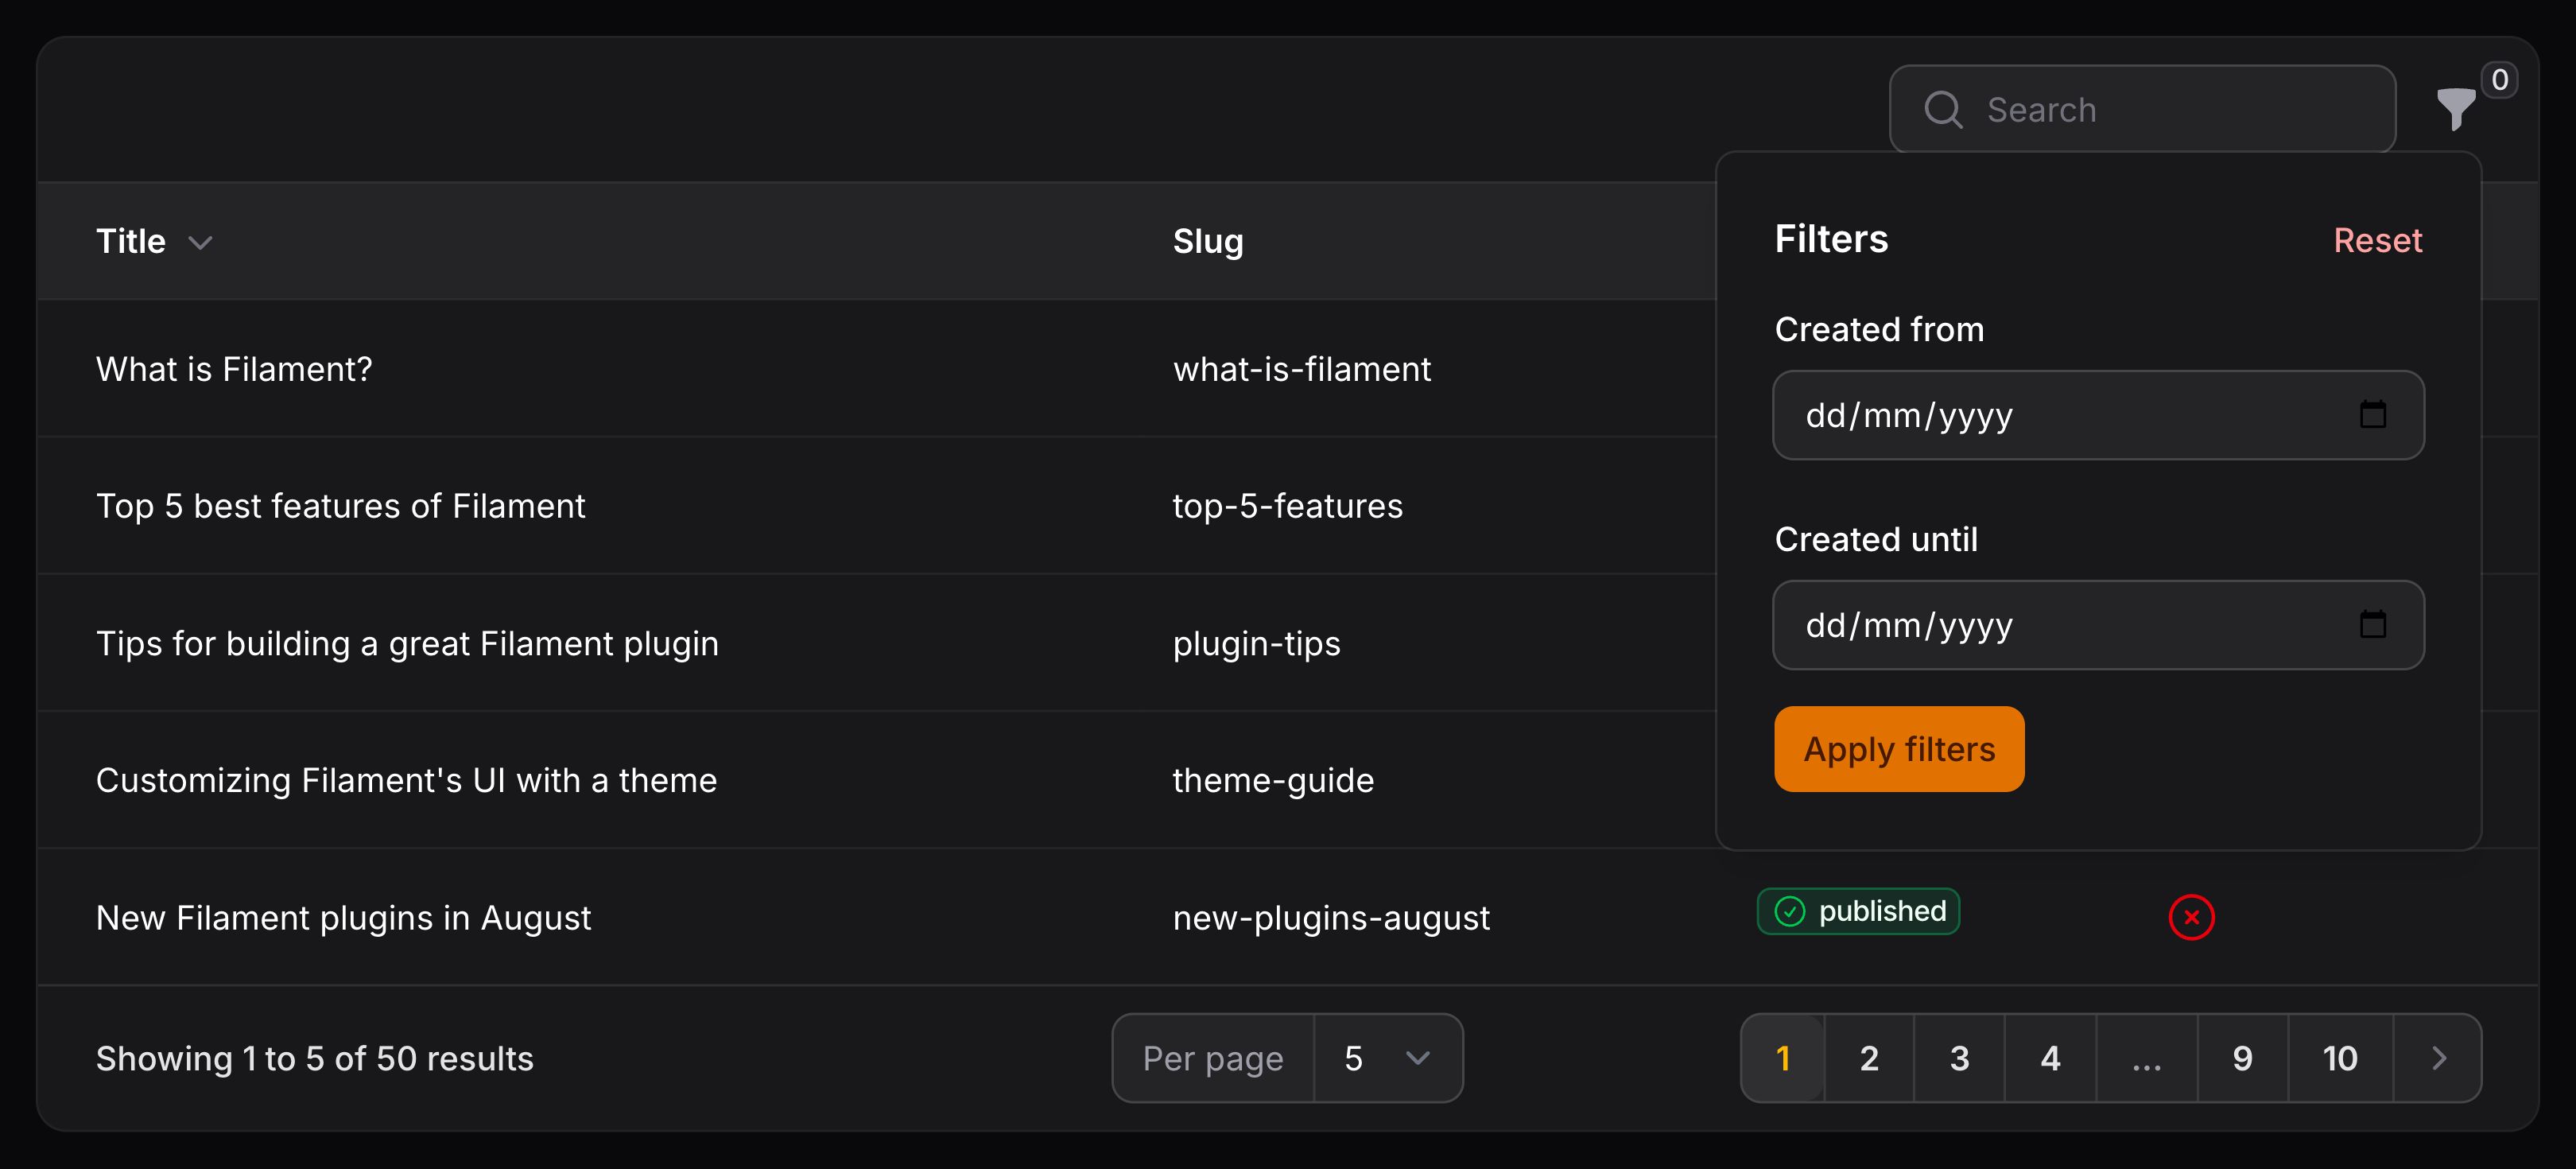 Search
0
Title
Slug
Filters
Reset
Created from
dd/mm/yyyy
Created until
dd/mm/yyyy
Apply filters
What is Filament?
what-is-filament
Top 5 best features of Filament
top-5-features
Tips for building a great Filament plugin
plugin-tips
Customizing Filament's UI with a theme
theme-guide
New Filament plugins in August
new-plugins-august
published
Showing 1 to 5 of 50 results
Per page
5
1
2
3
4
...
9
10